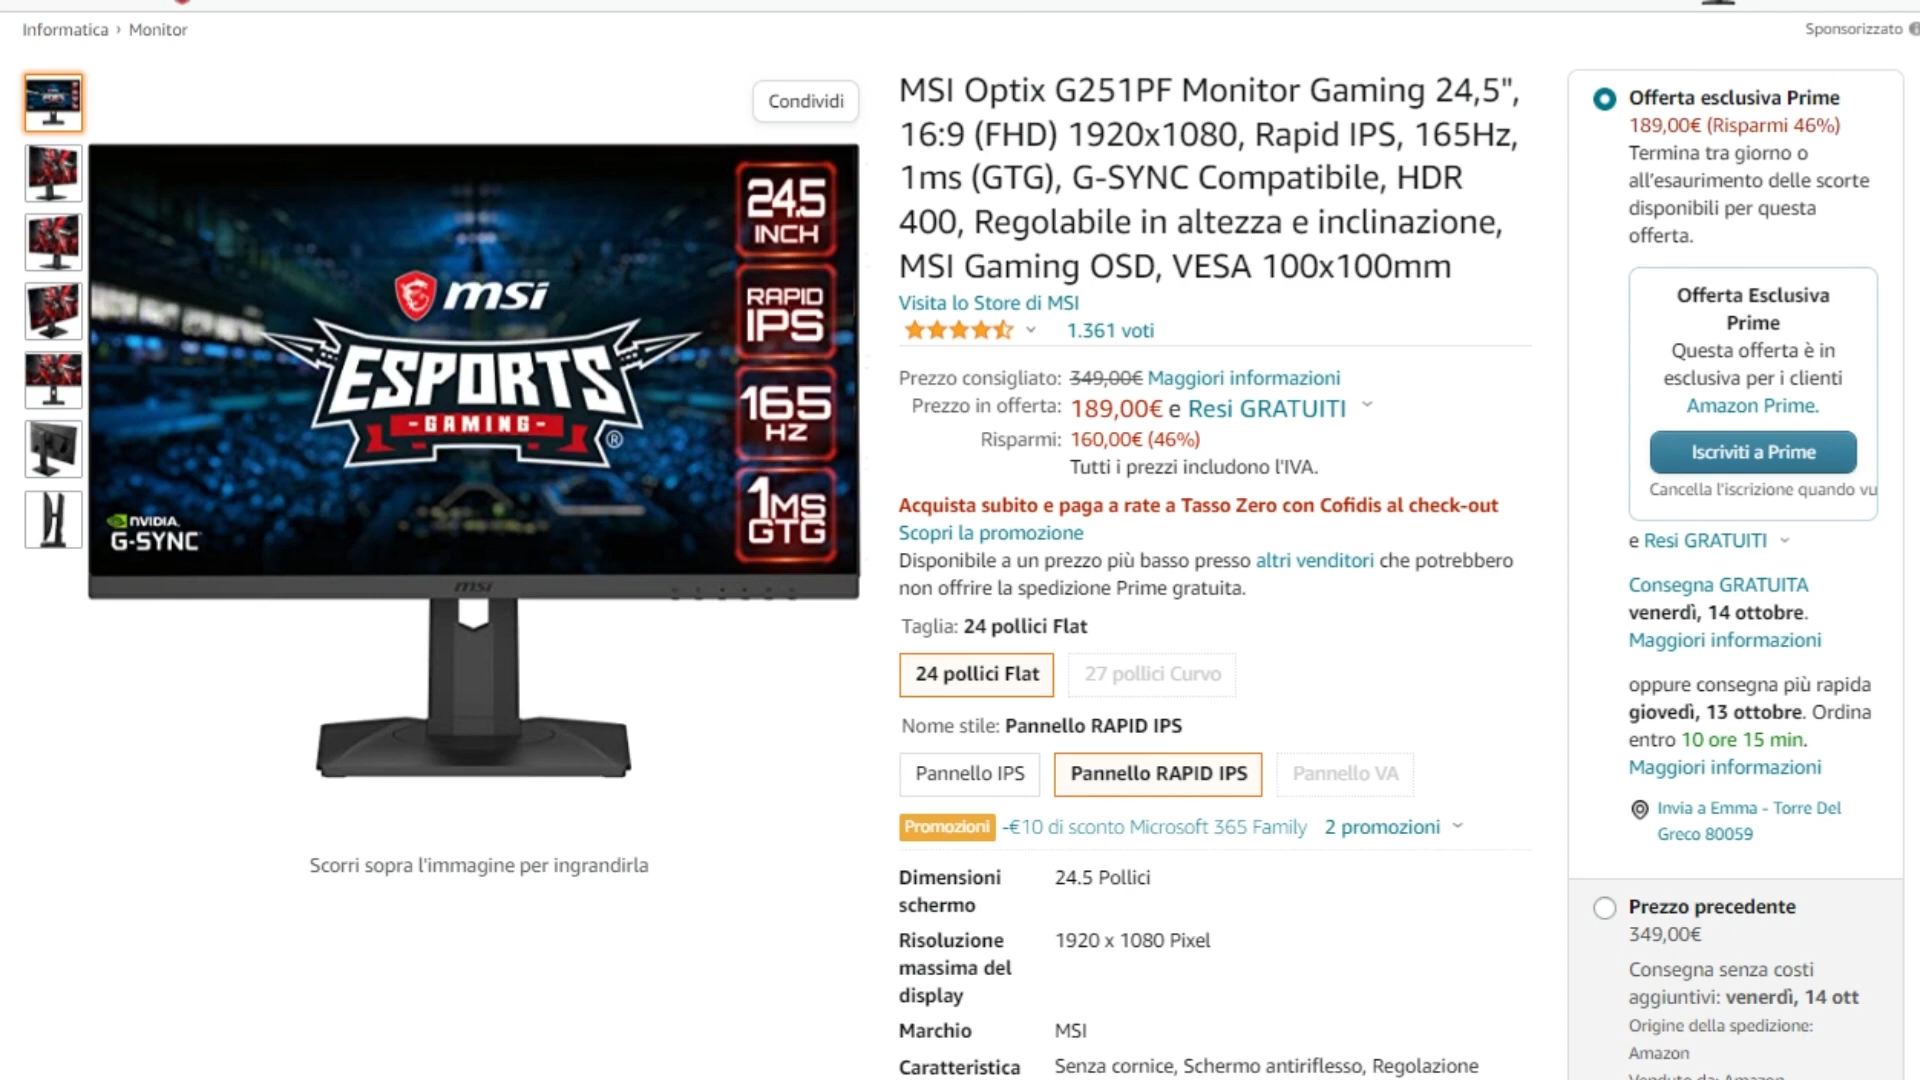 Informatica › Monitor
Sponsorizzato
Condividi
24.5
INCH
RAPID
IPS
165
HZ
1MS
GTG
msi
ESPORTS
-GAMING-
®
NVIDIA.
G-SYNC
msi
Scorri sopra l'immagine per ingrandirla
MSI Optix G251PF Monitor Gaming 24,5",
16:9 (FHD) 1920x1080, Rapid IPS, 165Hz,
1ms (GTG), G-SYNC Compatibile, HDR
400, Regolabile in altezza e inclinazione,
MSI Gaming OSD, VESA 100x100mm
Visita lo Store di MSI
1.361 voti
Prezzo consigliato: 349,00€ Maggiori informazioni
Prezzo in offerta: 189,00€ e Resi GRATUITI
Risparmi: 160,00€ (46%)
Tutti i prezzi includono l'IVA.
Acquista subito e paga a rate a Tasso Zero con Cofidis al check-out
Scopri la promozione
Disponibile a un prezzo più basso presso altri venditori che potrebbero
non offrire la spedizione Prime gratuita.
Taglia: 24 pollici Flat
24 pollici Flat
27 pollici Curvo
Nome stile: Pannello RAPID IPS
Pannello IPS
Pannello RAPID IPS
Pannello VA
Promozioni -€10 di sconto Microsoft 365 Family 2 promozioni
Dimensioni schermo 24.5 Pollici
Risoluzione massima del display 1920 x 1080 Pixel
Marchio MSI
Caratteristica Senza cornice, Schermo antiriflesso, Regolazione
Offerta esclusiva Prime
189,00€ (Risparmi 46%)
Termina tra giorno o
all'esaurimento delle scorte
disponibili per questa
offerta.
Offerta Esclusiva
Prime
Questa offerta è in
esclusiva per i clienti
Amazon Prime.
Iscriviti a Prime
Cancella l'iscrizione quando vu
e Resi GRATUITI
Consegna GRATUITA
venerdì, 14 ottobre.
Maggiori informazioni
oppure consegna più rapida
giovedì, 13 ottobre. Ordina
entro 10 ore 15 min.
Maggiori informazioni
Invia a Emma - Torre Del
Greco 80059
Prezzo precedente
349,00€
Consegna senza costi
aggiuntivi: venerdì, 14 ott
Origine della spedizione:
Amazon
Venduto da: Amazon